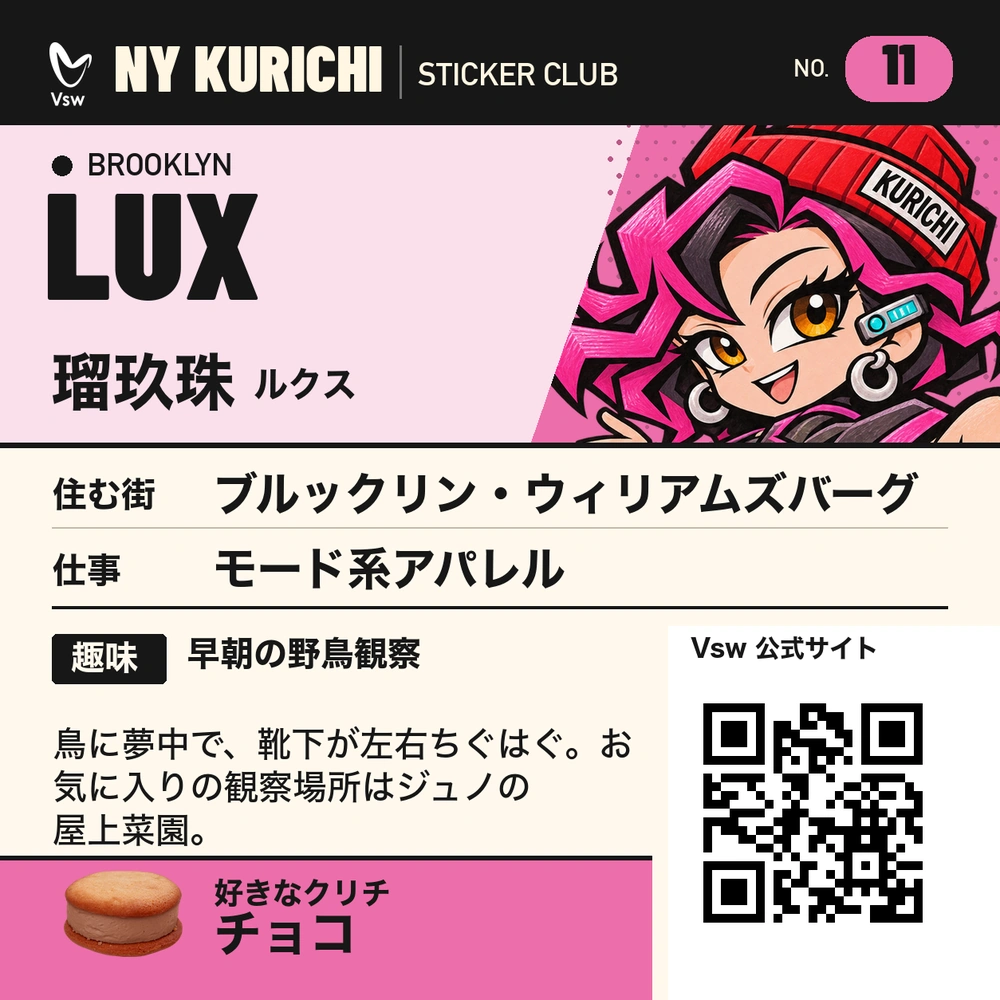 Vsw
NY KURICHI
STICKER CLUB
NO. 11
BROOKLYN
LUX
瑠玖珠 ルクス
KURICHI
住む街 ブルックリン・ウィリアムズバーグ
仕事 モード系アパレル
趣味 早朝の野鳥観察
鳥に夢中で、靴下が左右ちぐはぐ。お
気に入りの観察場所はジュノの
屋上菜園。
Vsw 公式サイト
好きなクリチ
チョコ